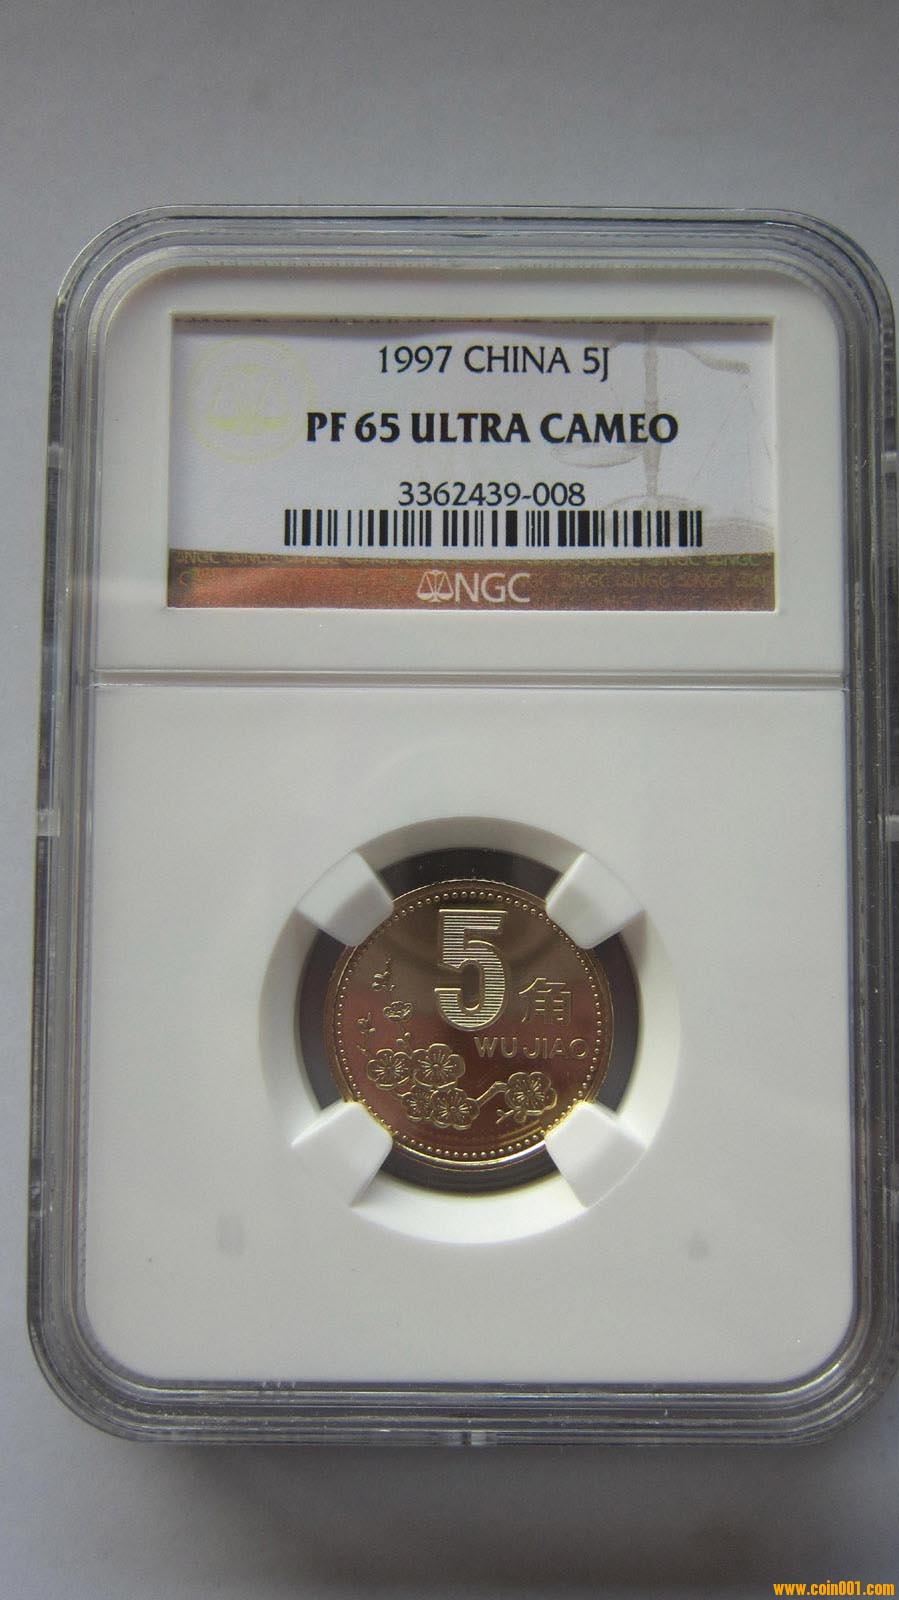 1997 CHINA 5J
PF 65 ULTRA CAMEO
3362439-008
NGC
5角
WU JIAO
www.coin001.com